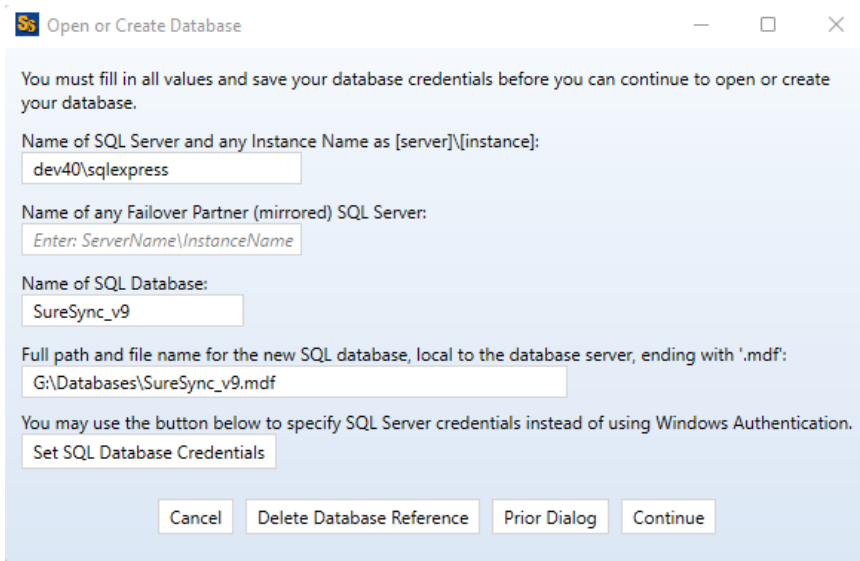 SS Open or Create Database
You must fill in all values and save your database credentials before you can continue to open or create
your database.
Name of SQL Server and any Instance Name as [server]\[instance]:
dev40\sqlexpress
Name of any Failover Partner (mirrored) SQL Server:
Enter: ServerName\InstanceName
Name of SQL Database:
SureSync_v9
Full path and file name for the new SQL database, local to the database server, ending with '.mdf':
G:\Databases\SureSync_v9.mdf
You may use the button below to specify SQL Server credentials instead of using Windows Authentication.
Set SQL Database Credentials
Cancel Delete Database Reference Prior Dialog Continue